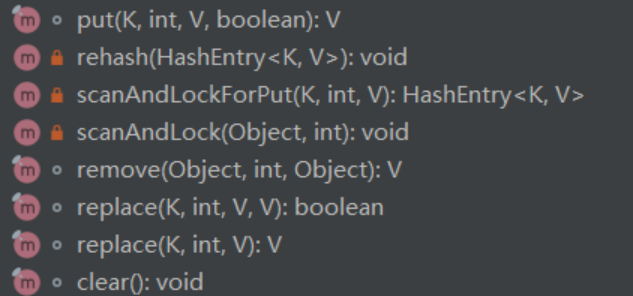 m put(K, int, V, boolean): V
m rehash(HashEntry<K, V>): void
m scanAndLockForPut(K, int, V): HashEntry<K, V>
m scanAndLock(Object, int): void
m remove(Object, int, Object): V
m replace(K, int, V, V): boolean
m replace(K, int, V): V
m clear(): void